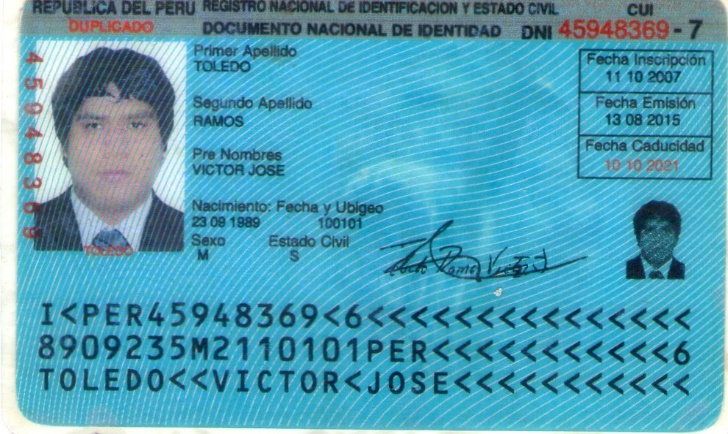 REPUBLICA DEL PERU REGISTRO NACIONAL DE IDENTIFICACION Y ESTADO CIVIL CUI
DUPLICADO DOCUMENTO NACIONAL DE IDENTIDAD DNI 45948369 - 7
45948369
Primer Apellido
TOLEDO
Segundo Apellido
RAMOS
Pre Nombres
VICTOR JOSE
Nacimiento: Fecha y Ubigeo
23 09 1989 100101
Sexo Estado Civil
M S
Fecha Inscripción
11 10 2007
Fecha Emisión
13 08 2015
Fecha Caducidad
10 10 2021
TOLEDO
I<PER45948369<6<<<<<<<<<<<<<<<
8909235M2110101PER<<<<<<<<<<<6
TOLEDO<<VICTOR<JOSE<<<<<<<<<<<